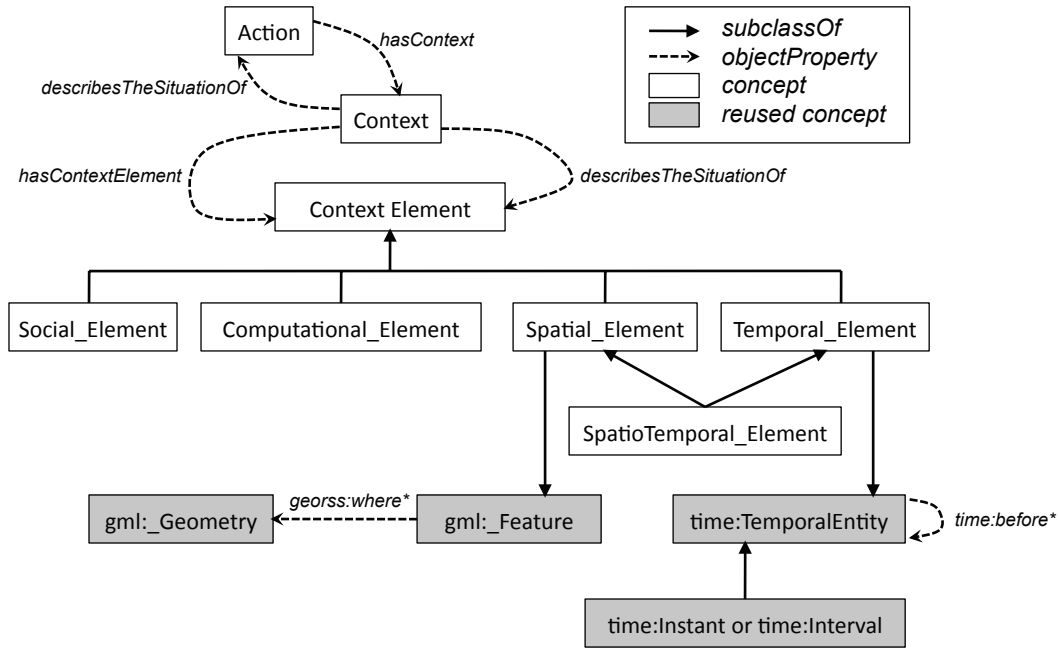 Action
hasContext
describesTheSituationOf
Context
hasContextElement
describesTheSituationOf
Context Element
subclassOf
objectProperty
concept
reused concept
Social_Element
Computational_Element
Spatial_Element
Temporal_Element
SpatioTemporal_Element
gml:_Geometry
georss:where*
gml:_Feature
time:TemporalEntity
time:before*
time:Instant or time:Interval